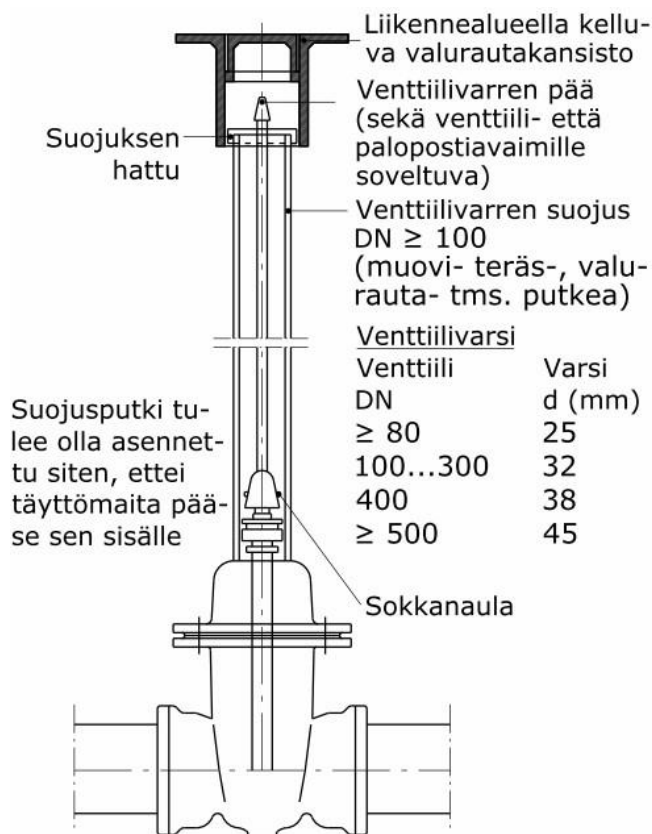 Liikennealueella kellu-
va valurautakansisto
Venttiilivarren pää
(sekä venttiili- että
palopostiavaimille
soveltuva)
Suojuksen
hattu
Venttiilivarren suojus
DN ≥ 100
(muovi- teräs-, valu-
rauta- tms. putkea)
Venttiilivarsi
Venttiili Varsi
DN d (mm)
≥ 80 25
100...300 32
400 38
≥ 500 45
Suojusputki tu-
lee olla asennet-
tu siten, ettei
täyttömaita pää-
se sen sisälle
Sokkanaula